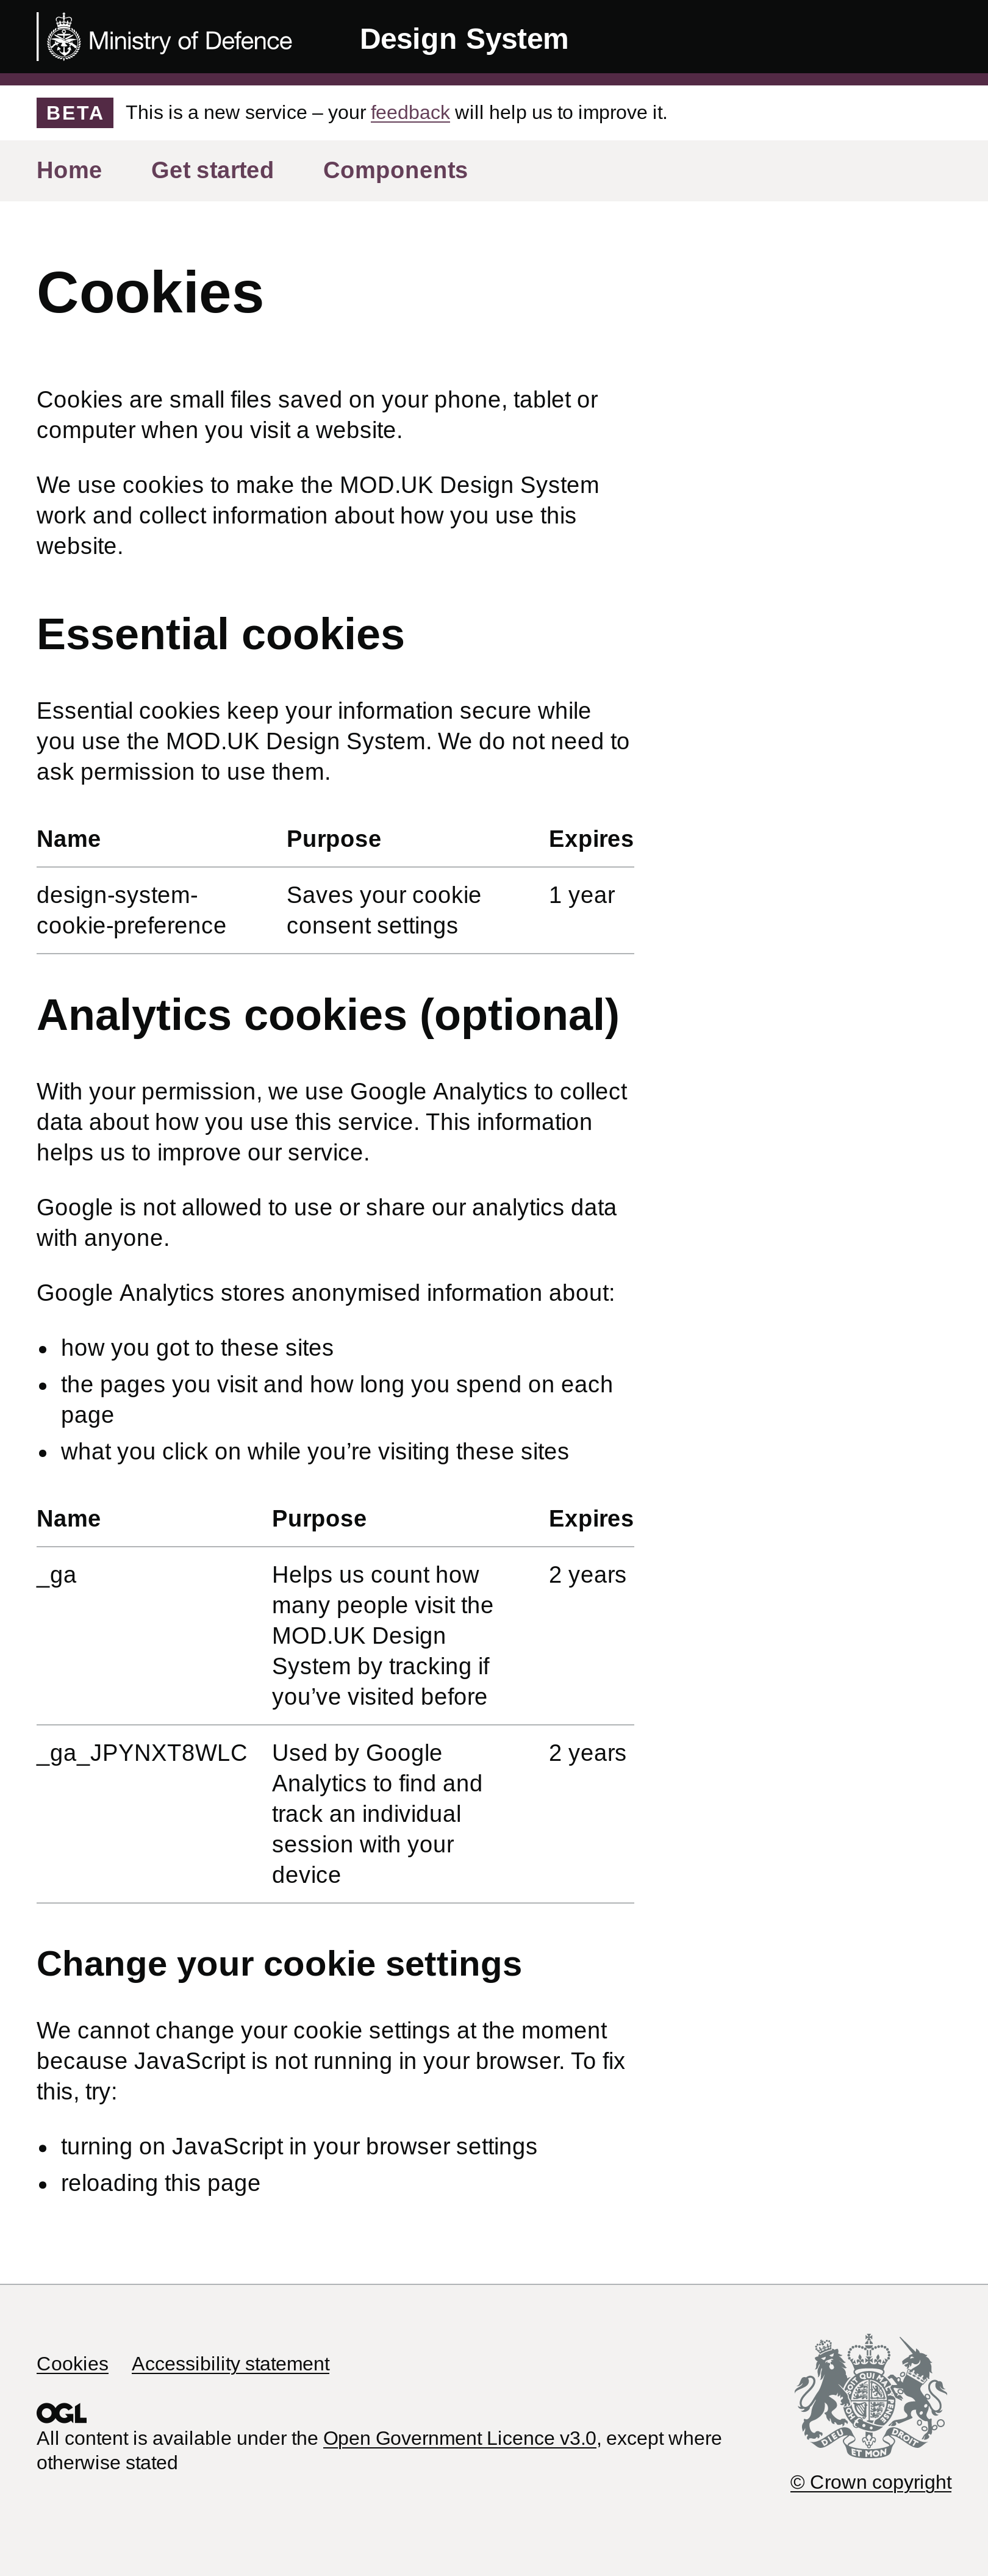 Ministry of Defence
Design System
BETA This is a new service – your feedback will help us to improve it.
Home Get started Components
Cookies
Cookies are small files saved on your phone, tablet or
computer when you visit a website.
We use cookies to make the MOD.UK Design System
work and collect information about how you use this
website.
Essential cookies
Essential cookies keep your information secure while
you use the MOD.UK Design System. We do not need to
ask permission to use them.
Name Purpose Expires
design-system- Saves your cookie 1 year
cookie-preference consent settings
Analytics cookies (optional)
With your permission, we use Google Analytics to collect
data about how you use this service. This information
helps us to improve our service.
Google is not allowed to use or share our analytics data
with anyone.
Google Analytics stores anonymised information about:
• how you got to these sites
• the pages you visit and how long you spend on each
page
• what you click on while you’re visiting these sites
Name Purpose Expires
_ga Helps us count how 2 years
many people visit the
MOD.UK Design
System by tracking if
you’ve visited before
_ga_JPYNXT8WLC Used by Google 2 years
Analytics to find and
track an individual
session with your
device
Change your cookie settings
We cannot change your cookie settings at the moment
because JavaScript is not running in your browser. To fix
this, try:
• turning on JavaScript in your browser settings
• reloading this page
Cookies Accessibility statement
OGL
All content is available under the Open Government Licence v3.0, except where
otherwise stated
DIEU ET MON DROIT
© Crown copyright